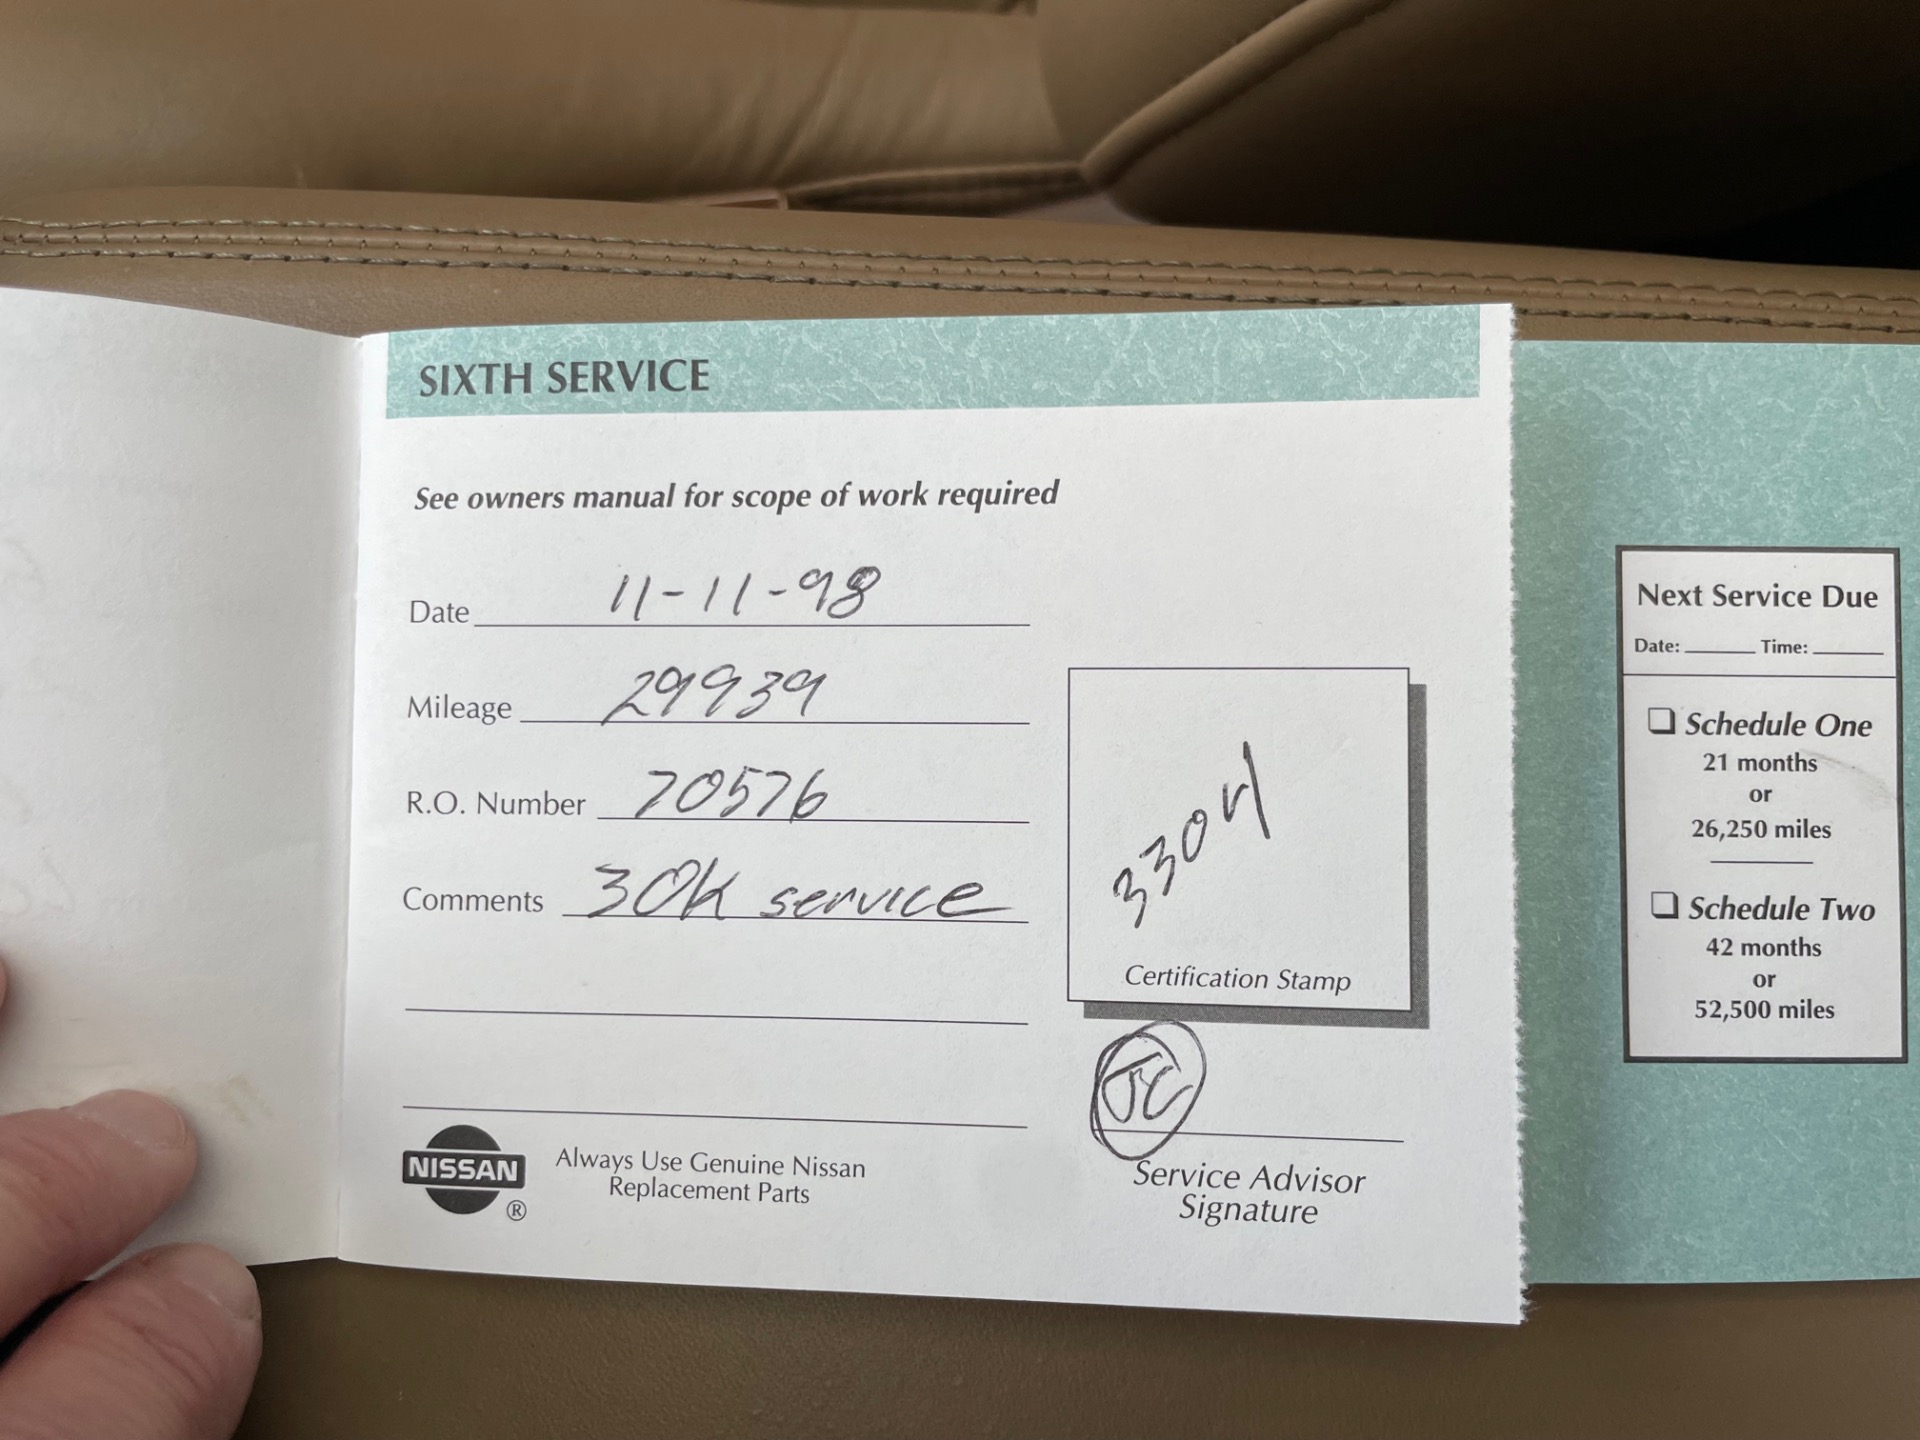 SIXTH SERVICE
See owners manual for scope of work required
Date 11-11-98
Mileage 29939
R.O. Number 70576
Comments 30K service
3304
Certification Stamp
JC
Service Advisor
Signature
NISSAN
®
Always Use Genuine Nissan
Replacement Parts
Next Service Due
Date: Time:
Schedule One
21 months
or
26,250 miles
Schedule Two
42 months
or
52,500 miles